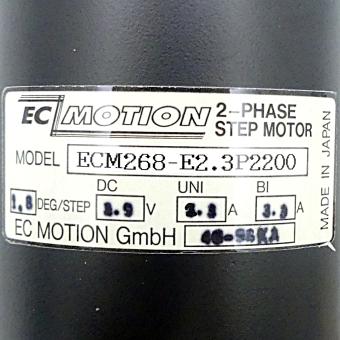 EC MOTION 2-PHASE
STEP MOTOR
MODEL ECM268-E2.3P2200
DC UNI BI
1.8 DEG/STEP V A A
EC MOTION GmbH
MADE IN JAPAN